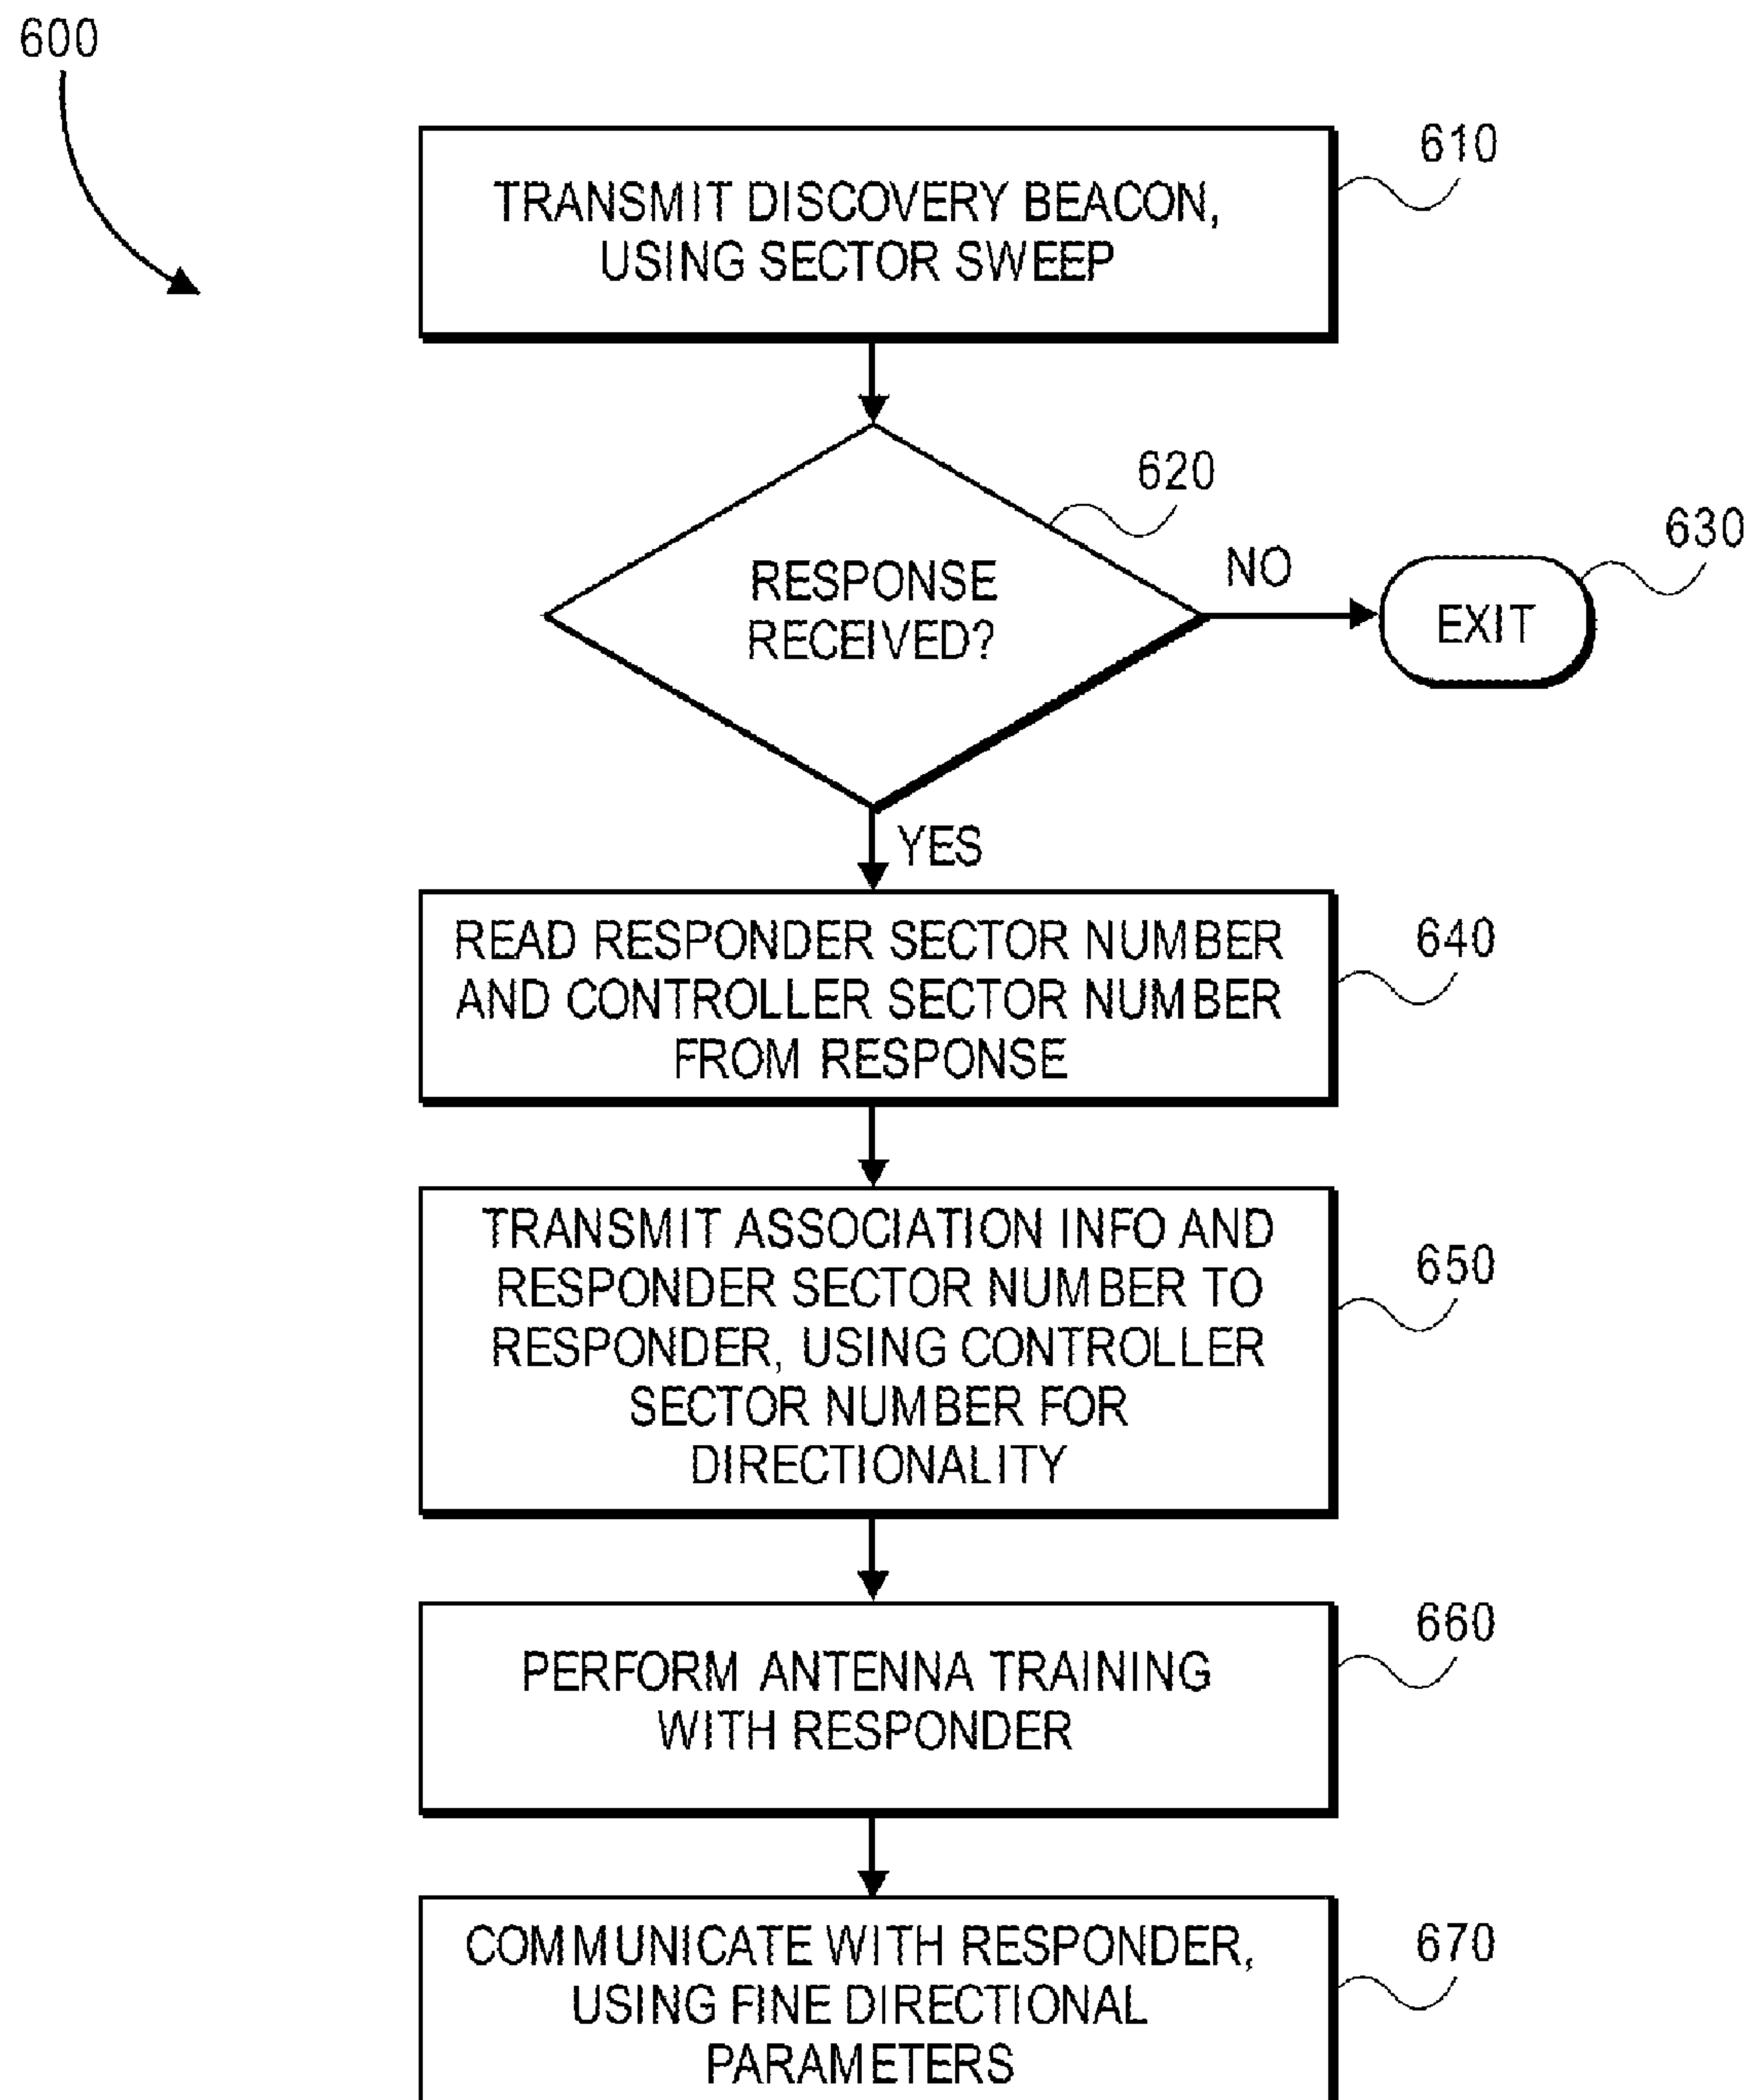 600
610
TRANSMIT DISCOVERY BEACON,
USING SECTOR SWEEP
620
630
RESPONSE
RECEIVED?
NO
EXIT
YES
640
READ RESPONDER SECTOR NUMBER
AND CONTROLLER SECTOR NUMBER
FROM RESPONSE
650
TRANSMIT ASSOCIATION INFO AND
RESPONDER SECTOR NUMBER TO
RESPONDER, USING CONTROLLER
SECTOR NUMBER FOR
DIRECTIONALITY
660
PERFORM ANTENNA TRAINING
WITH RESPONDER
670
COMMUNICATE WITH RESPONDER,
USING FINE DIRECTIONAL
PARAMETERS